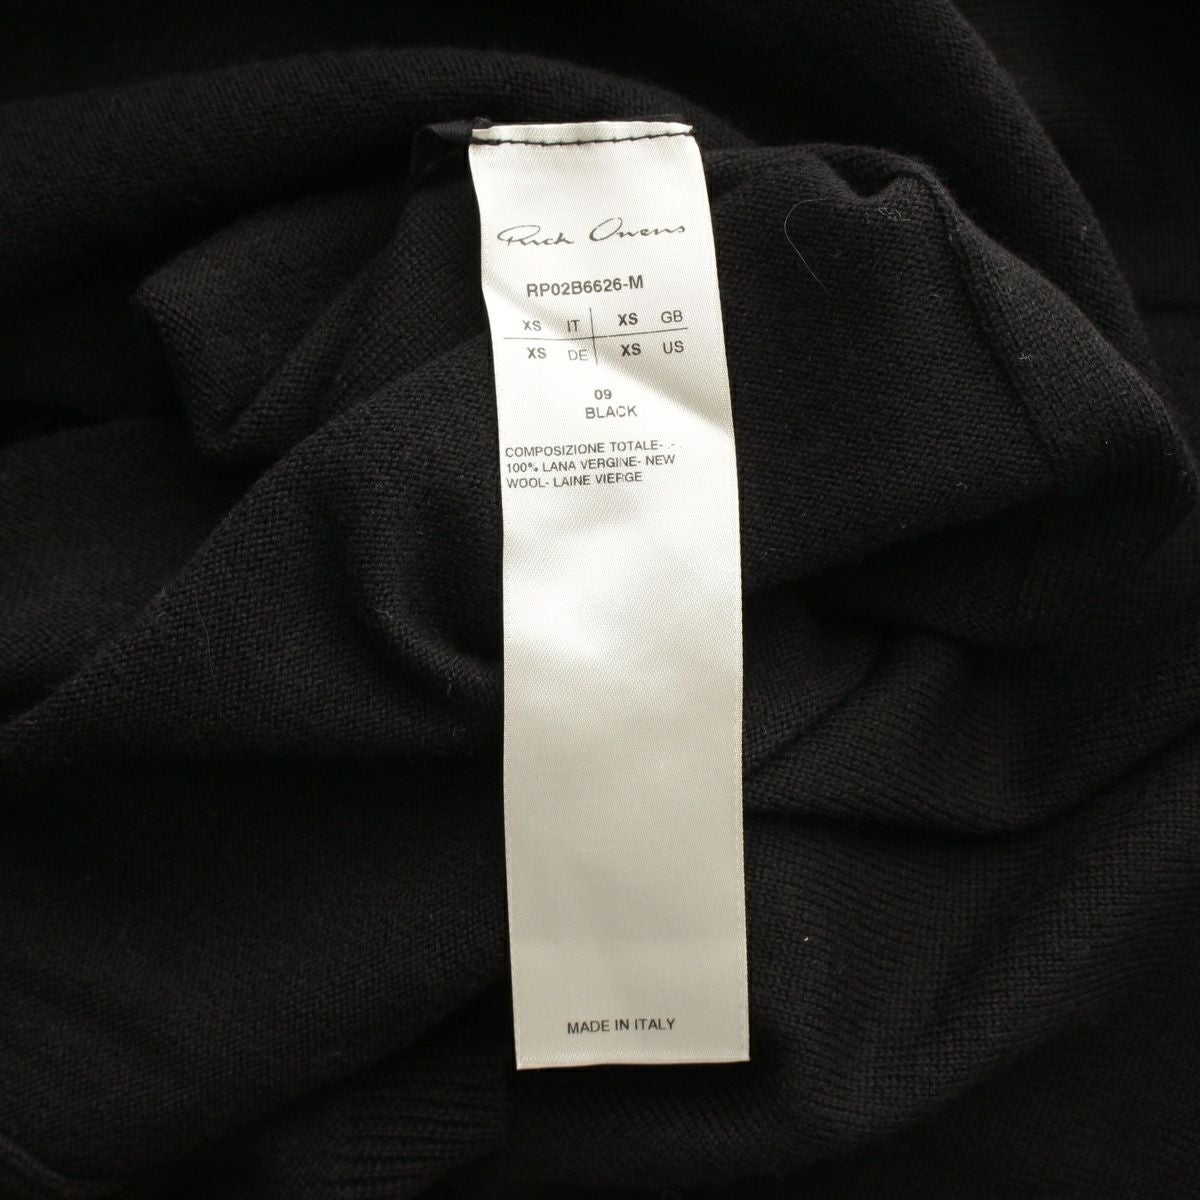 Rick Owens
RP02B6626-M
XS IT XS GB
XS DE XS US
09
BLACK
COMPOSIZIONE TOTALE- .-
100% LANA VERGINE- NEW
WOOL- LAINE VIERGE
MADE IN ITALY